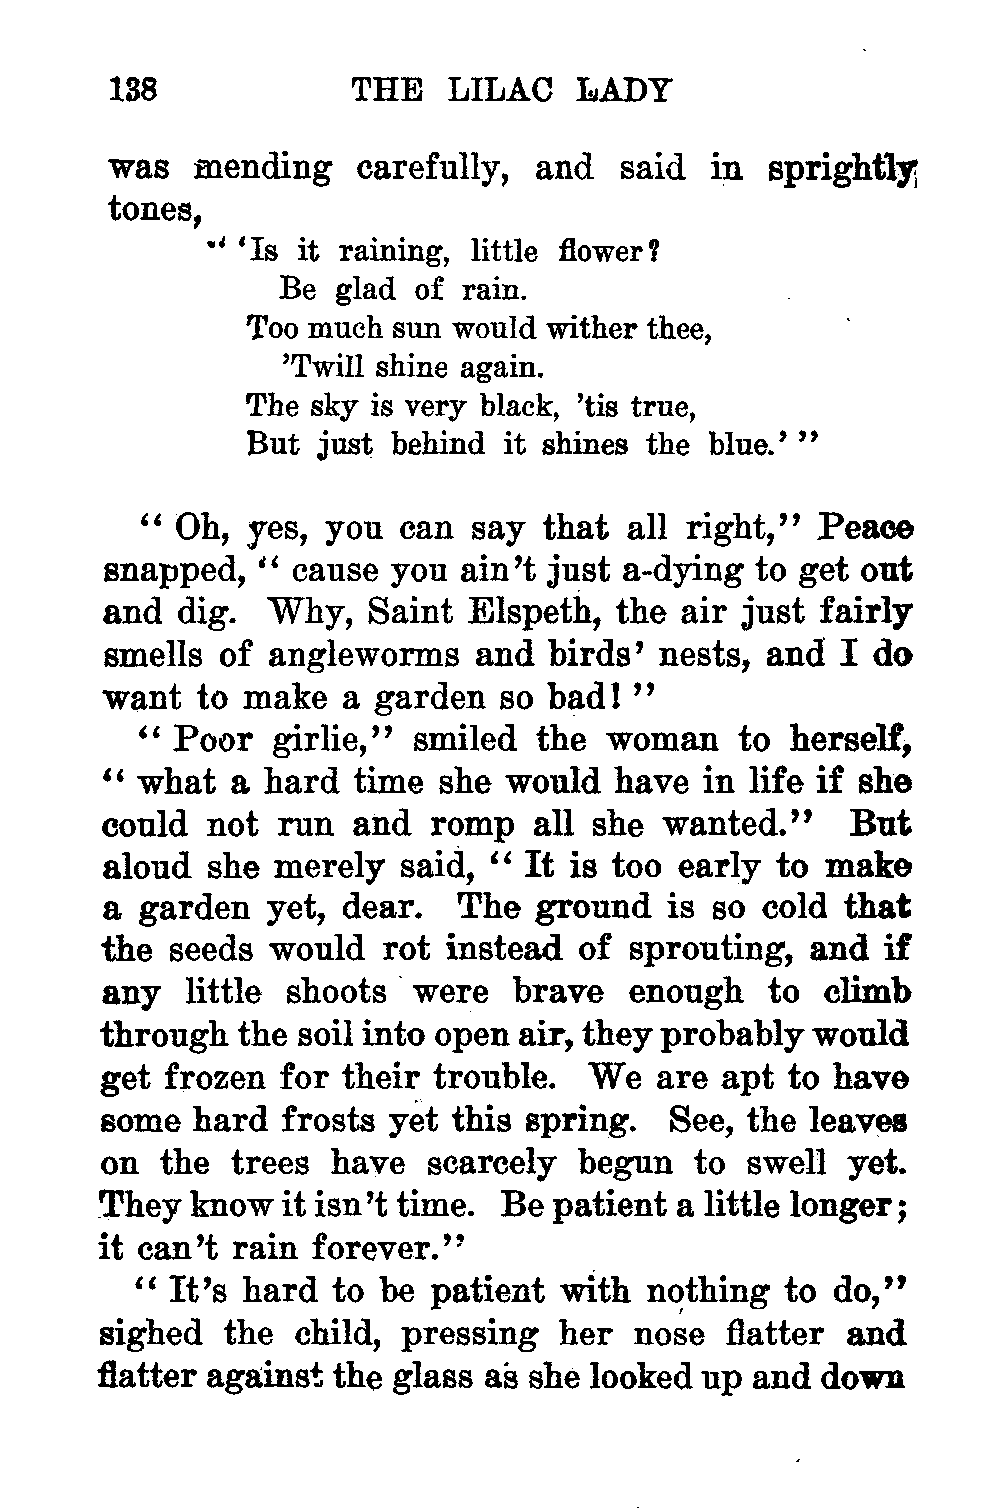 138 THE LILAC LADY
was mending carefully, and said in sprightly
tones,
"'Is it raining, little flower?
Be glad of rain.
Too much sun would wither thee,
'Twill shine again.
The sky is very black, 'tis true,
But just behind it shines the blue.'"
"Oh, yes, you can say that all right," Peace
snapped, "cause you ain't just a-dying to get out
and dig. Why, Saint Elspeth, the air just fairly
smells of angleworms and birds' nests, and I do
want to make a garden so bad!"
"Poor girlie," smiled the woman to herself,
"what a hard time she would have in life if she
could not run and romp all she wanted." But
aloud she merely said, "It is too early to make
a garden yet, dear. The ground is so cold that
the seeds would rot instead of sprouting, and if
any little shoots were brave enough to climb
through the soil into open air, they probably would
get frozen for their trouble. We are apt to have
some hard frosts yet this spring. See, the leaves
on the trees have scarcely begun to swell yet.
They know it isn't time. Be patient a little longer;
it can't rain forever."
"It's hard to be patient with nothing to do,"
sighed the child, pressing her nose flatter and
flatter against the glass as she looked up and down